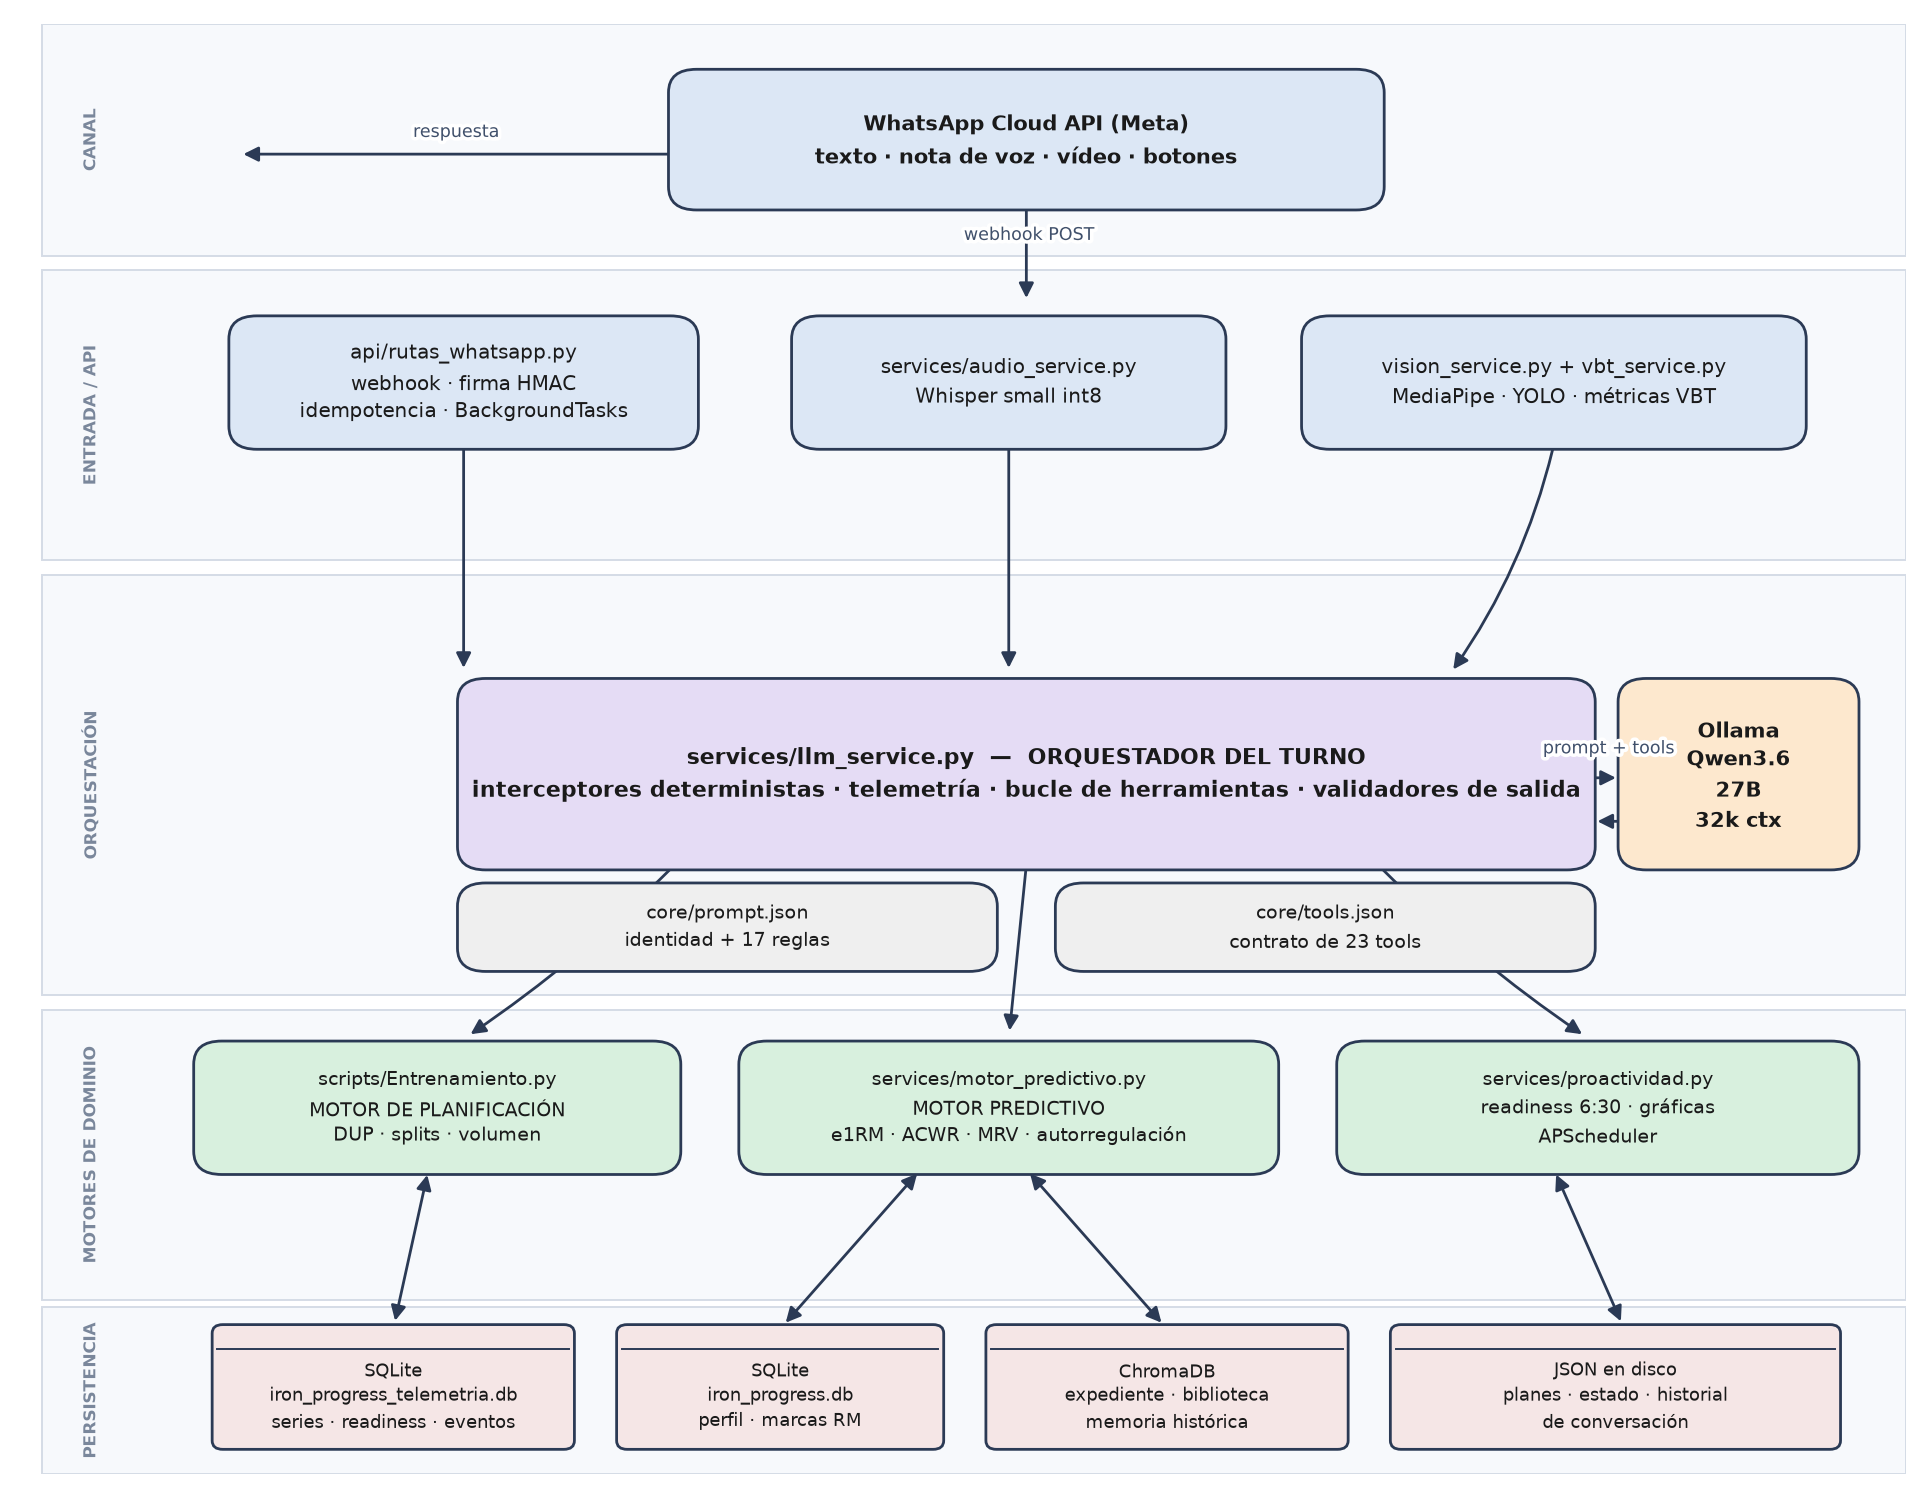 CANAL
WhatsApp Cloud API (Meta)
texto · nota de voz · vídeo · botones
respuesta
webhook POST
ENTRADA / API
api/rutas_whatsapp.py
webhook · firma HMAC
idempotencia · BackgroundTasks
services/audio_service.py
Whisper small int8
vision_service.py + vbt_service.py
MediaPipe · YOLO · métricas VBT
ORQUESTACIÓN
services/llm_service.py — ORQUESTADOR DEL TURNO
interceptores deterministas · telemetría · bucle de herramientas · validadores de salida
prompt + tools
Ollama
Qwen3.6
27B
32k ctx
core/prompt.json
identidad + 17 reglas
core/tools.json
contrato de 23 tools
MOTORES DE DOMINIO
scripts/Entrenamiento.py
MOTOR DE PLANIFICACIÓN
DUP · splits · volumen
services/motor_predictivo.py
MOTOR PREDICTIVO
e1RM · ACWR · MRV · autorregulación
services/proactividad.py
readiness 6:30 · gráficas
APScheduler
PERSISTENCIA
SQLite
iron_progress_telemetria.db
series · readiness · eventos
SQLite
iron_progress.db
perfil · marcas RM
ChromaDB
expediente · biblioteca
memoria histórica
JSON en disco
planes · estado · historial
de conversación